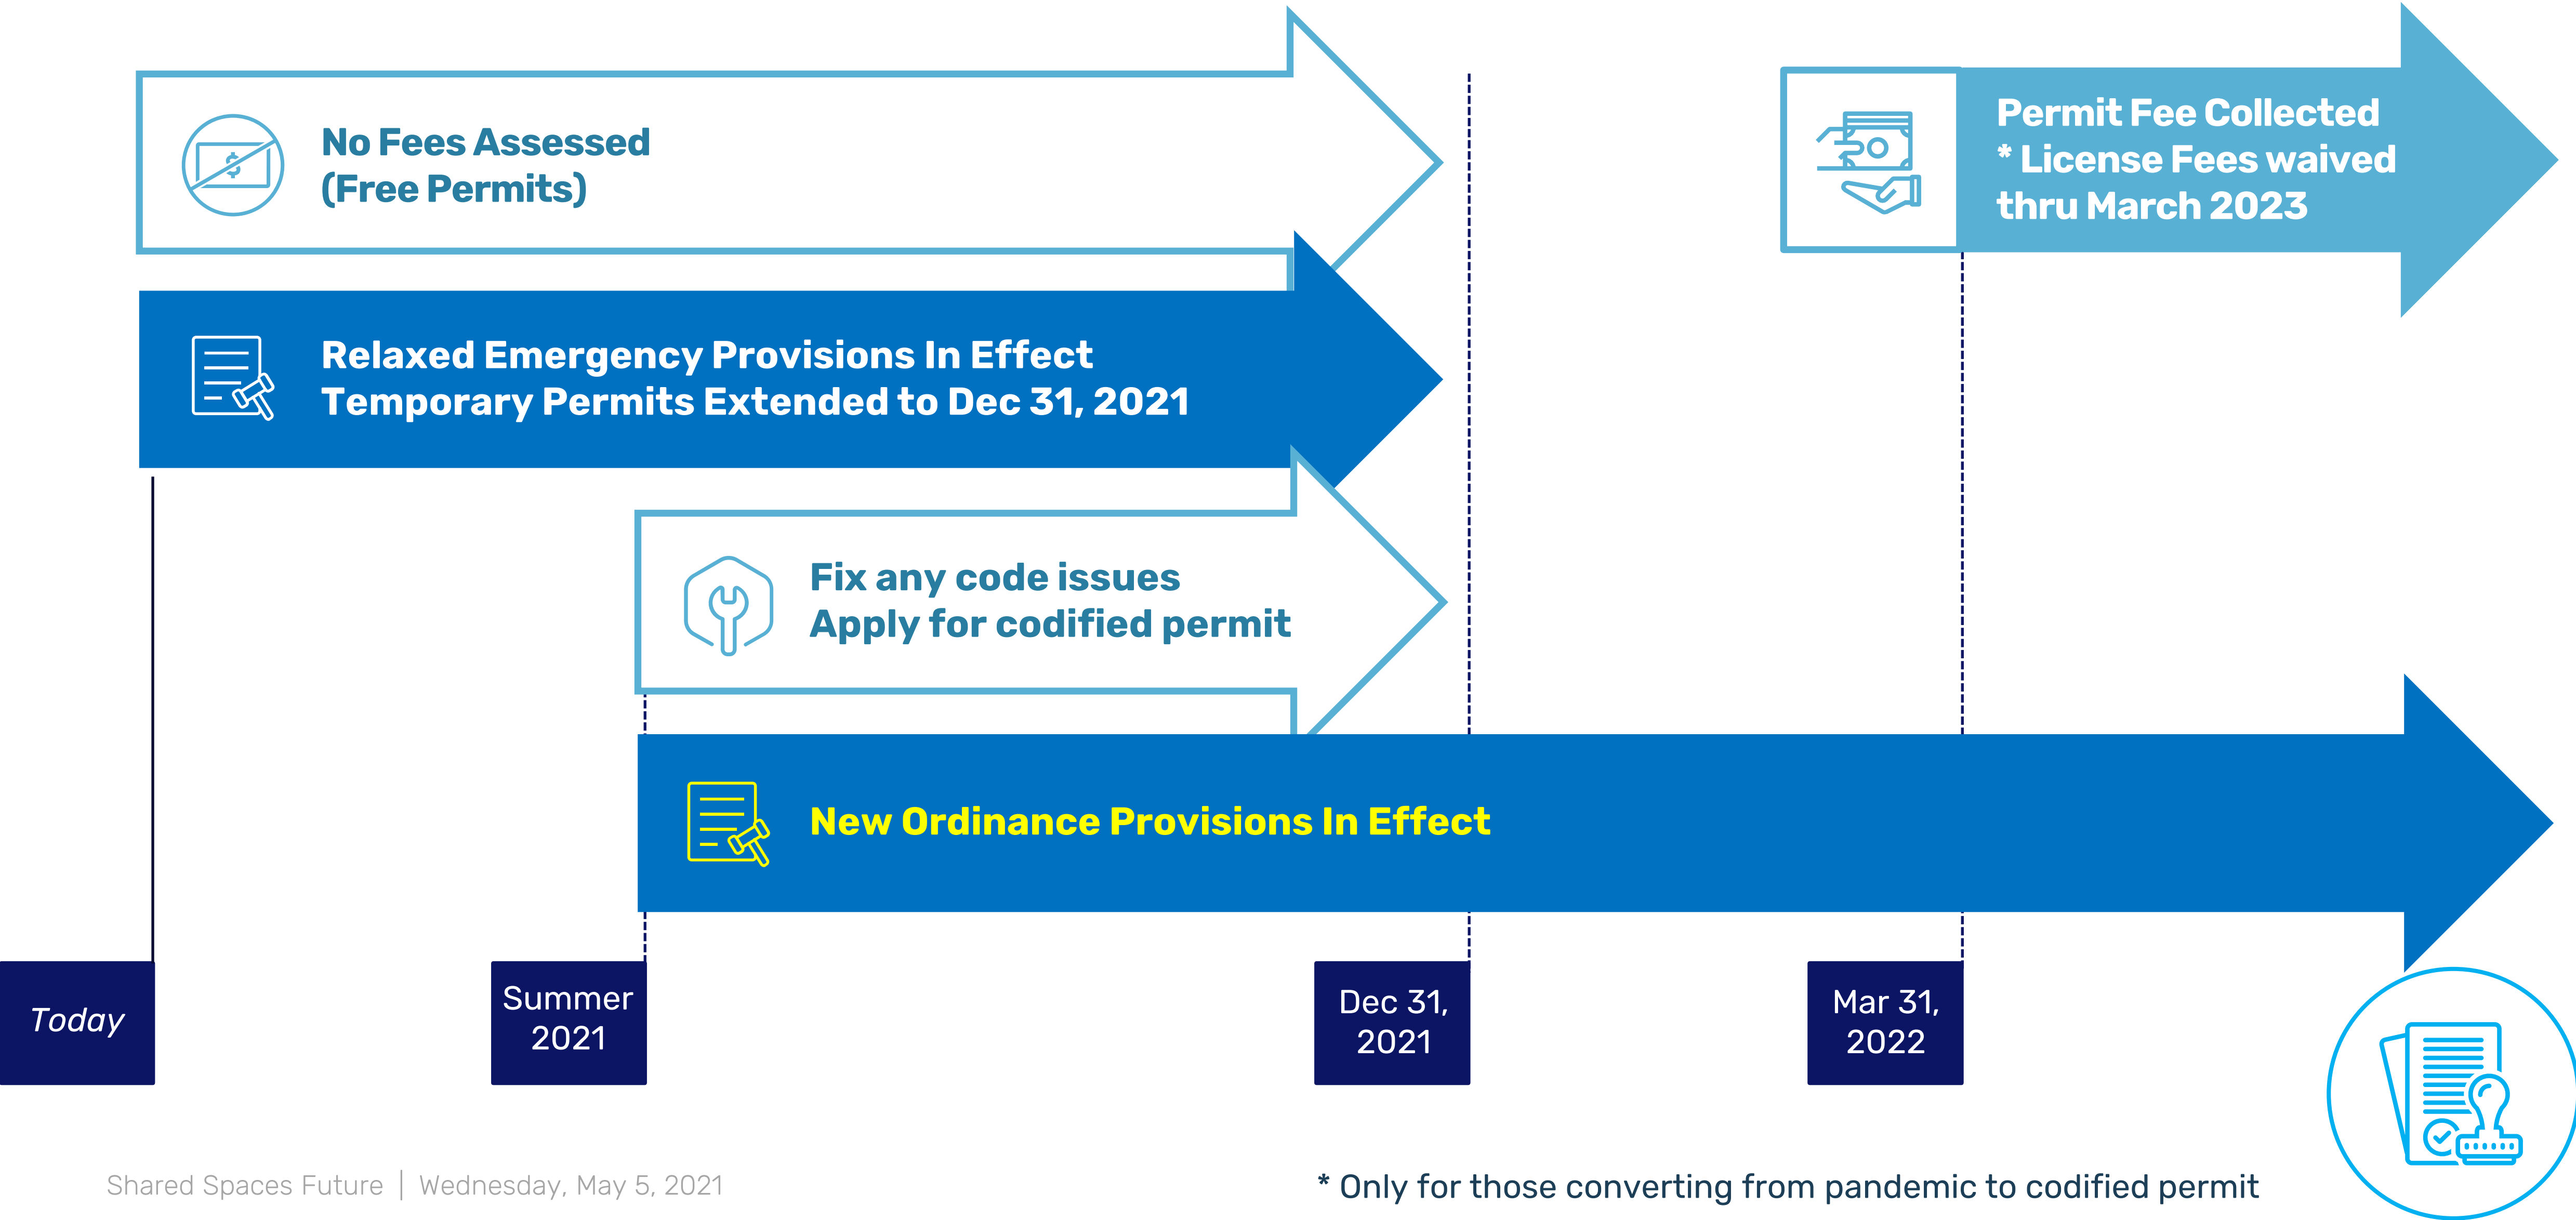 No Fees Assessed
(Free Permits)
Permit Fee Collected
* License Fees waived
thru March 2023
Relaxed Emergency Provisions In Effect
Temporary Permits Extended to Dec 31, 2021
Fix any code issues
Apply for codified permit
New Ordinance Provisions In Effect
Today
Summer
2021
Dec 31,
2021
Mar 31,
2022
Shared Spaces Future | Wednesday, May 5, 2021
* Only for those converting from pandemic to codified permit